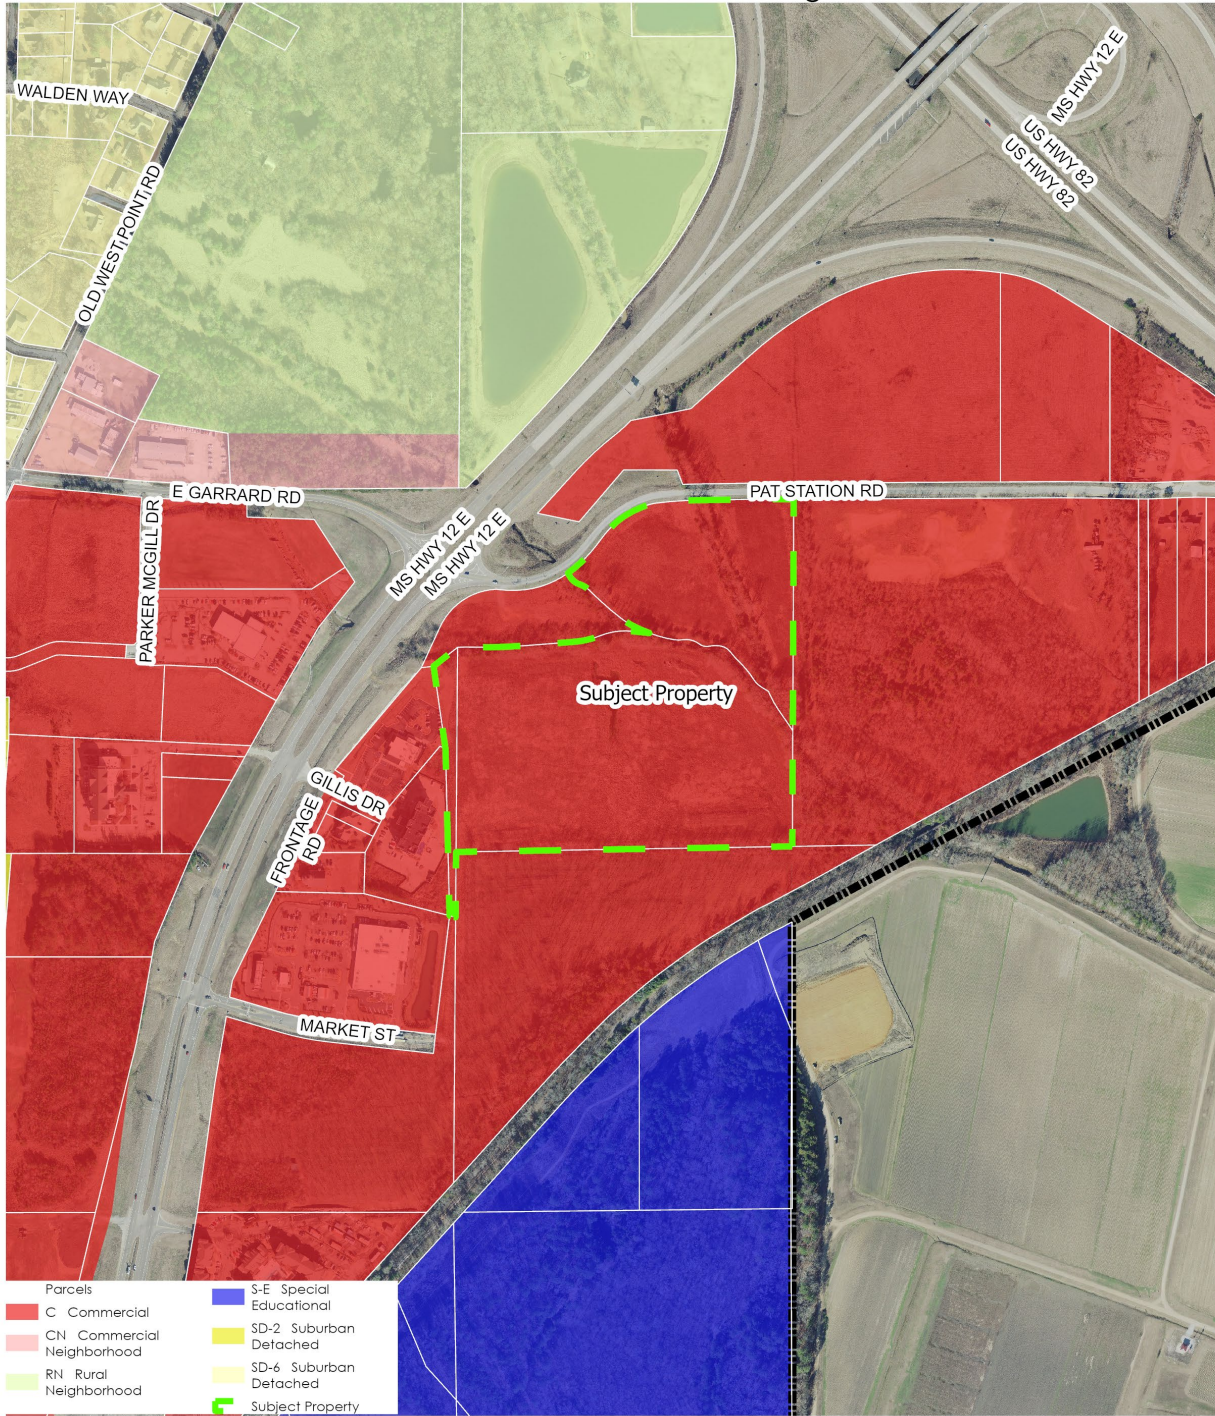 WALDEN WAY
OLD WEST POINT RD
MS HWY 12 E
US HWY 82
US HWY 82
E GARRARD RD
PAT STATION RD
PARKER MCGILL DR
MS HWY 12 E
MS HWY 12 E
Subject Property
GILLIS DR
FRONTAGE
RD
MARKET ST
Parcels
C Commercial
CN Commercial
Neighborhood
RN Rural
Neighborhood
S-E Special
Educational
SD-2 Suburban
Detached
SD-6 Suburban
Detached
Subject Property